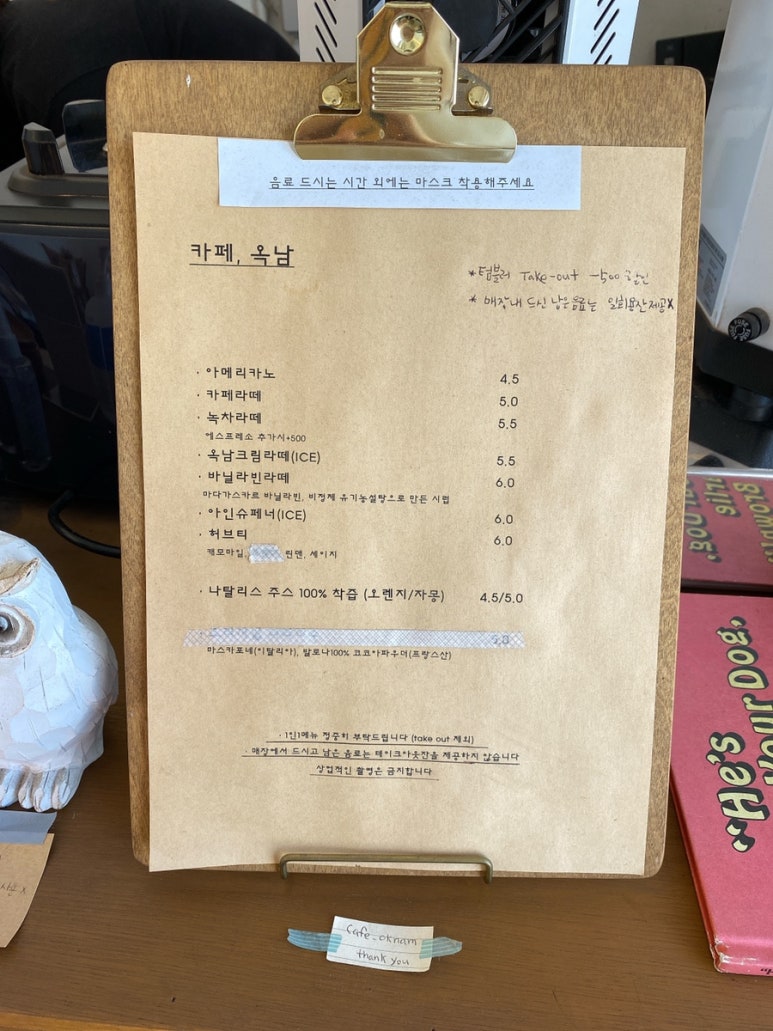 음료 드시는 시간 외에는 마스크 착용해주세요
카페, 옥남
*텀블러 Take-out -500 할인
* 매장내 드신 남은음료는 일회용잔제공X
· 아메리카노 4.5
· 카페라떼 5.0
· 녹차라떼 5.5
에스프레소 추가시+500
· 옥남크림라떼(ICE) 5.5
· 바닐라빈라떼 6.0
마다가스카르 바닐라빈, 비정제 유기농설탕으로 만든 시럽
· 아인슈페너(ICE) 6.0
· 허브티 6.0
캐모마일, 민멘, 세이지
· 나탈리스 주스 100% 착즙 (오렌지/자몽) 4.5/5.0
마스카포네(이탈리아), 발로나100% 코코아파우더(프랑스산)
· 1인1메뉴 정중히 부탁드립니다 (take out 제외)
· 매장에서 드시고 남은 음료는 테이크아웃잔을 제공하지 않습니다
상업적인 촬영은 금지합니다
cafe_oknam
thank you
"He's
Your Dog,